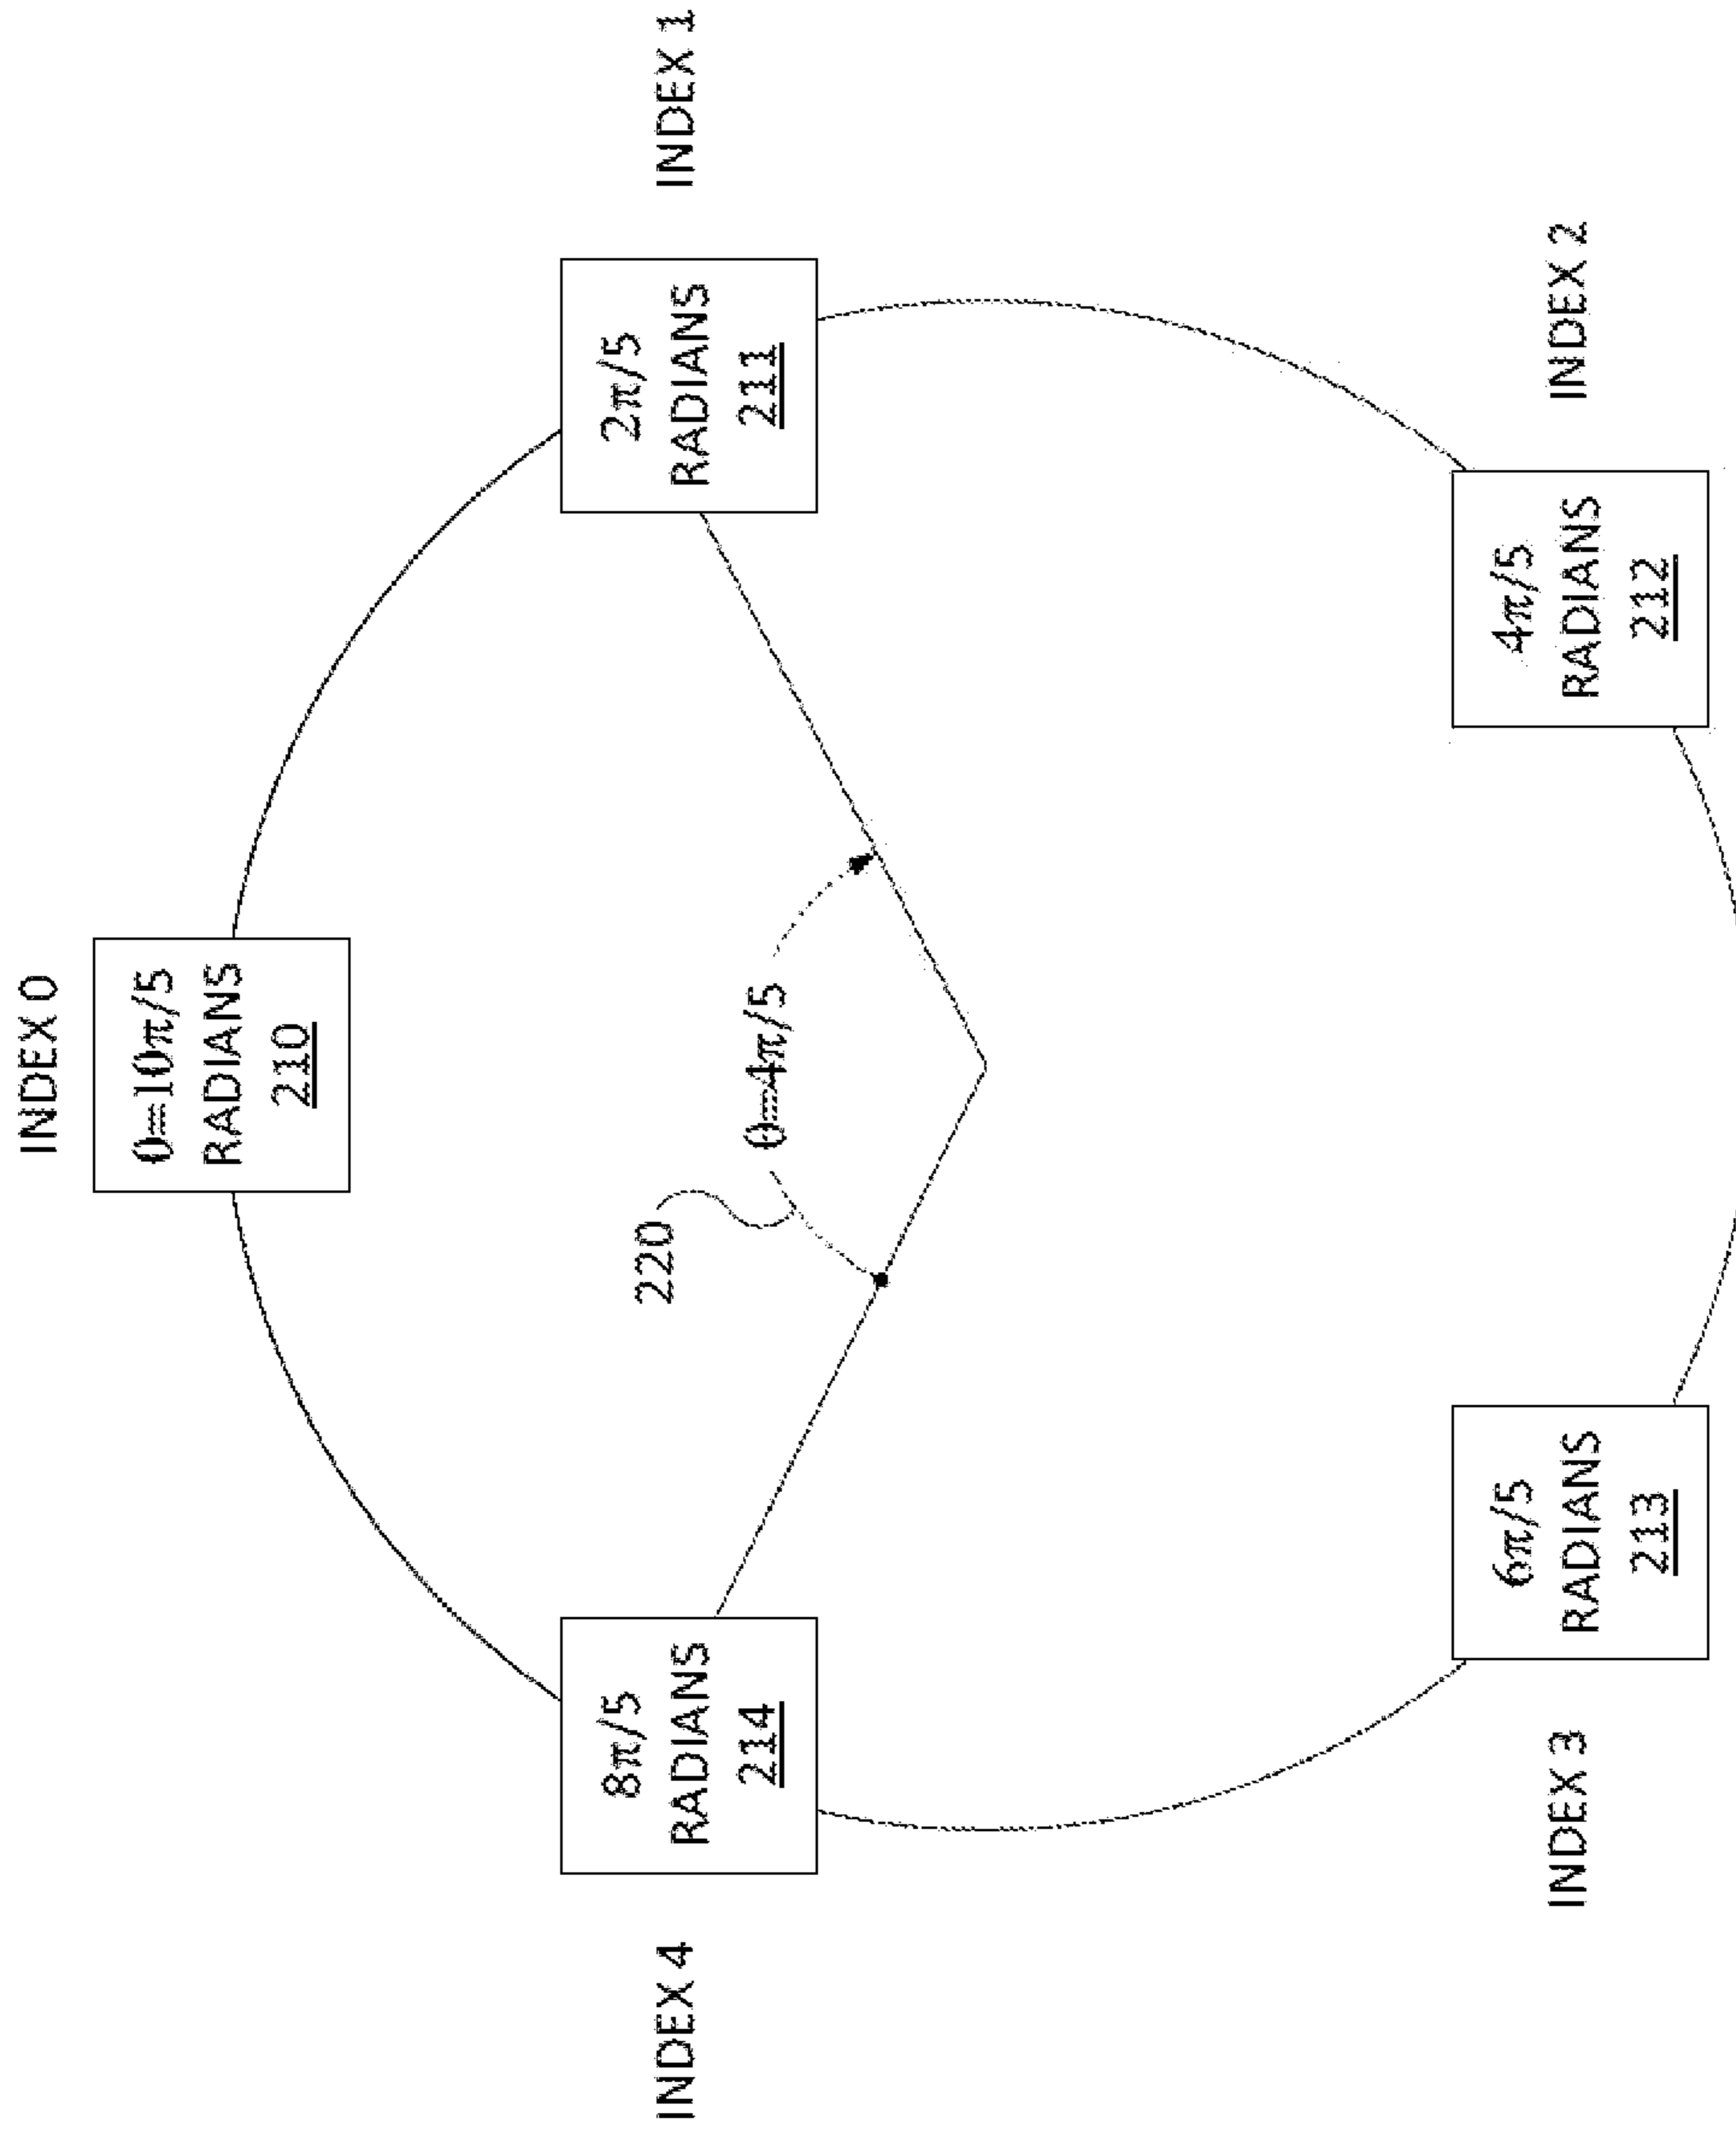 INDEX 0
0=10π/5
RADIANS
210
INDEX 4
8π/5
RADIANS
214
220
θ=4π/5
2π/5
RADIANS
211
INDEX 1
INDEX 3
6π/5
RADIANS
213
4π/5
RADIANS
212
INDEX 2